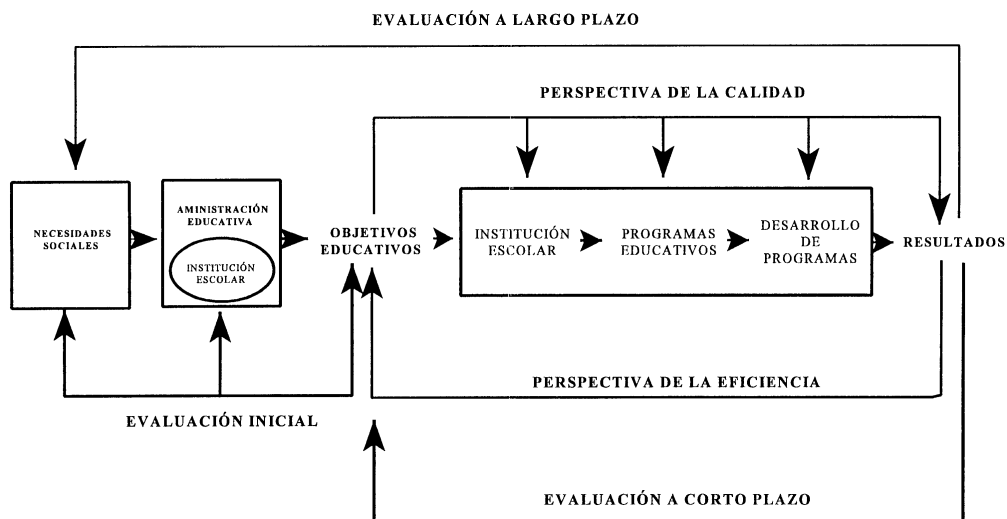 EVALUACIÓN A LARGO PLAZO
PERSPECTIVA DE LA CALIDAD
NECESIDADES
SOCIALES
AMINISTRACIÓN
EDUCATIVA
INSTITUCIÓN
ESCOLAR
OBJETIVOS
EDUCATIVOS
INSTITUCIÓN
ESCOLAR
PROGRAMAS
EDUCATIVOS
DESARROLLO
DE
PROGRAMAS
RESULTADOS
PERSPECTIVA DE LA EFICIENCIA
EVALUACIÓN INICIAL
EVALUACIÓN A CORTO PLAZO